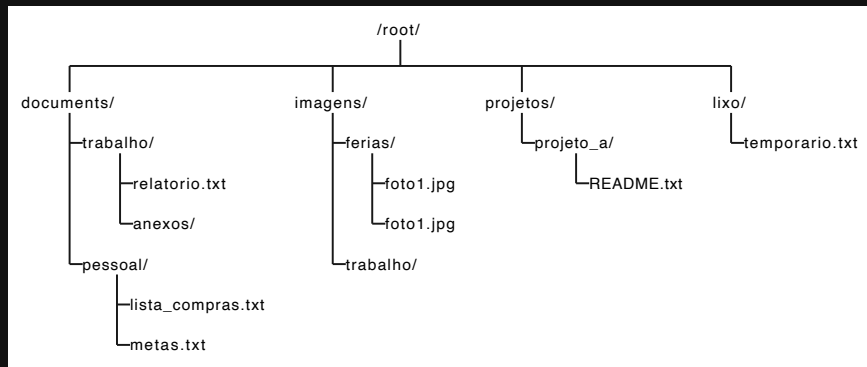 /root/
documents/ imagens/ projetos/ lixo/
trabalho/ ferias/ projeto_a/ temporario.txt
relatorio.txt foto1.jpg README.txt
anexos/ foto1.jpg
pessoal/ trabalho/
lista_compras.txt
metas.txt